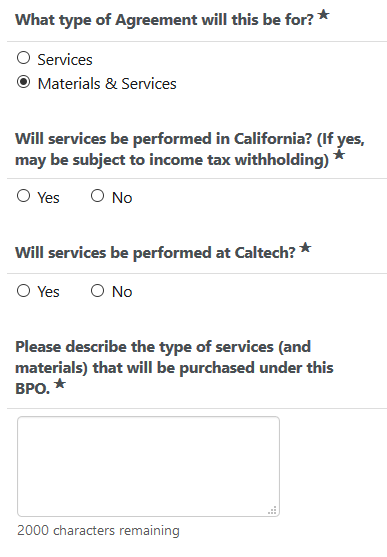 What type of Agreement will this be for? ★
Services
Materials & Services
Will services be performed in California? (If yes,
may be subject to income tax withholding) ★
Yes No
Will services be performed at Caltech? ★
Yes No
Please describe the type of services (and
materials) that will be purchased under this
BPO. ★
2000 characters remaining